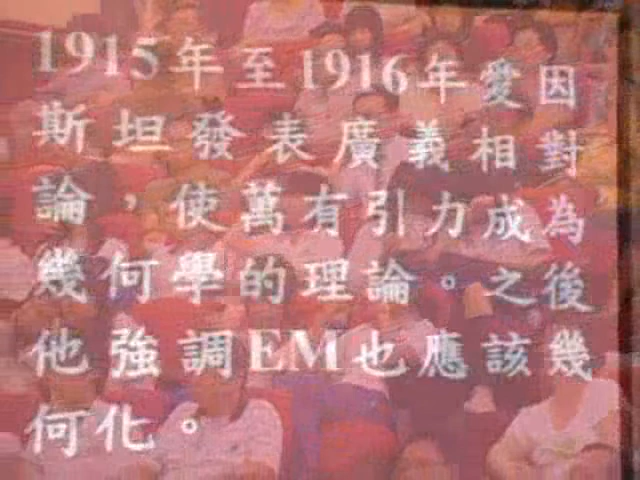 1915年至1916年愛因
斯坦發表廣義相對
論，使萬有引力成為
幾何學的理論。之後
他強調EM也應該幾
何化。